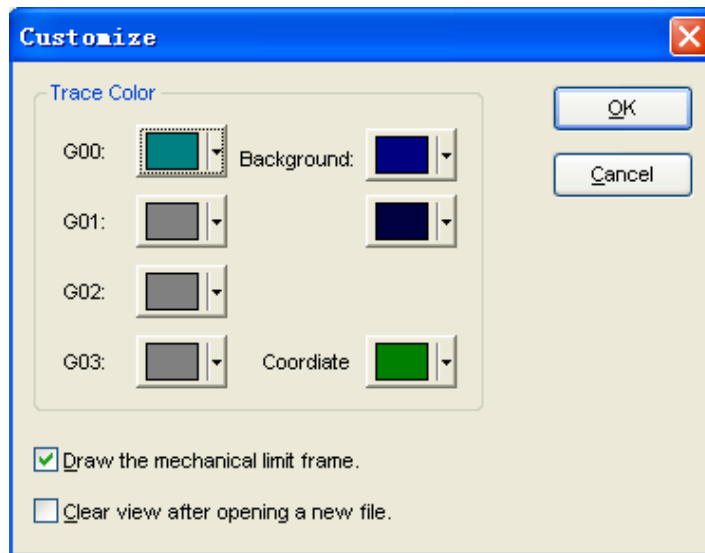 Customize
Trace Color
G00:
Background:
OK
Cancel
G01:
G02:
G03:
Coordiate
Draw the mechanical limit frame.
Clear view after opening a new file.